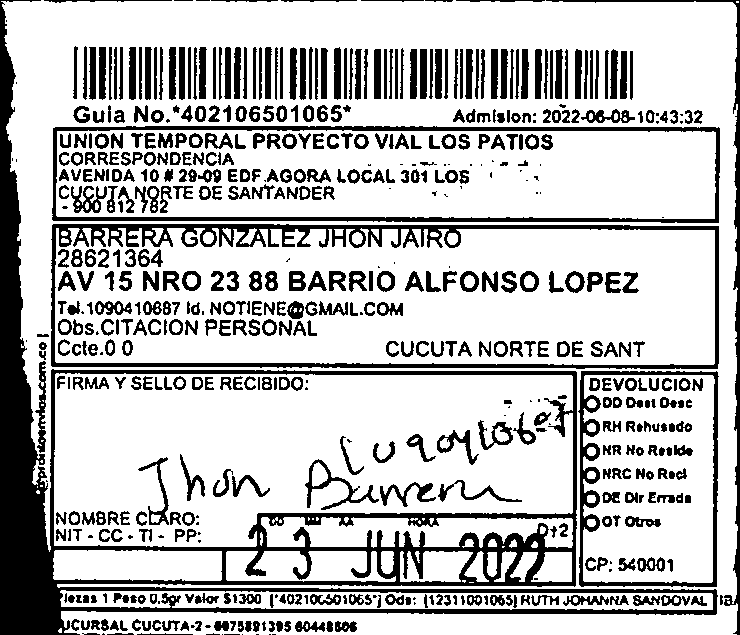 Guia No.*402106501065*
Admision: 2022-06-08-10:43:32
UNION TEMPORAL PROYECTO VIAL LOS PATIOS
CORRESPONDENCIA
AVENIDA 10 # 29-09 EDF.AGORA LOCAL 301 LOS
CUCUTA NORTE DE SANTANDER
- 900 812 782
BARRERA GONZALEZ JHON JAIRO
28621364
AV 15 NRO 23 88 BARRIO ALFONSO LOPEZ
Tel.1090410687 Id. NOTIENE@GMAIL.COM
Obs.CITACION PERSONAL
Ccte.0 0
CUCUTA NORTE DE SANT
FIRMA Y SELLO DE RECIBIDO:
1090410687
Jhon Barrera
NOMBRE CLARO:
NIT - CC - TI - PP:
DD MM AA HORA
D+2
23 JUN 2022
DEVOLUCION
DD Dest Desc
RH Rehusado
NR No Reside
NRC No Recl
DE Dir Errada
OT Otros
CP: 540001
Piezas 1 Peso 0.5gr Valor $1300 (*402106501065*) Ods: (12311001065) RUTH JOHANNA SANDOVAL
SUCURSAL CUCUTA-2 - 6075891395 60448606